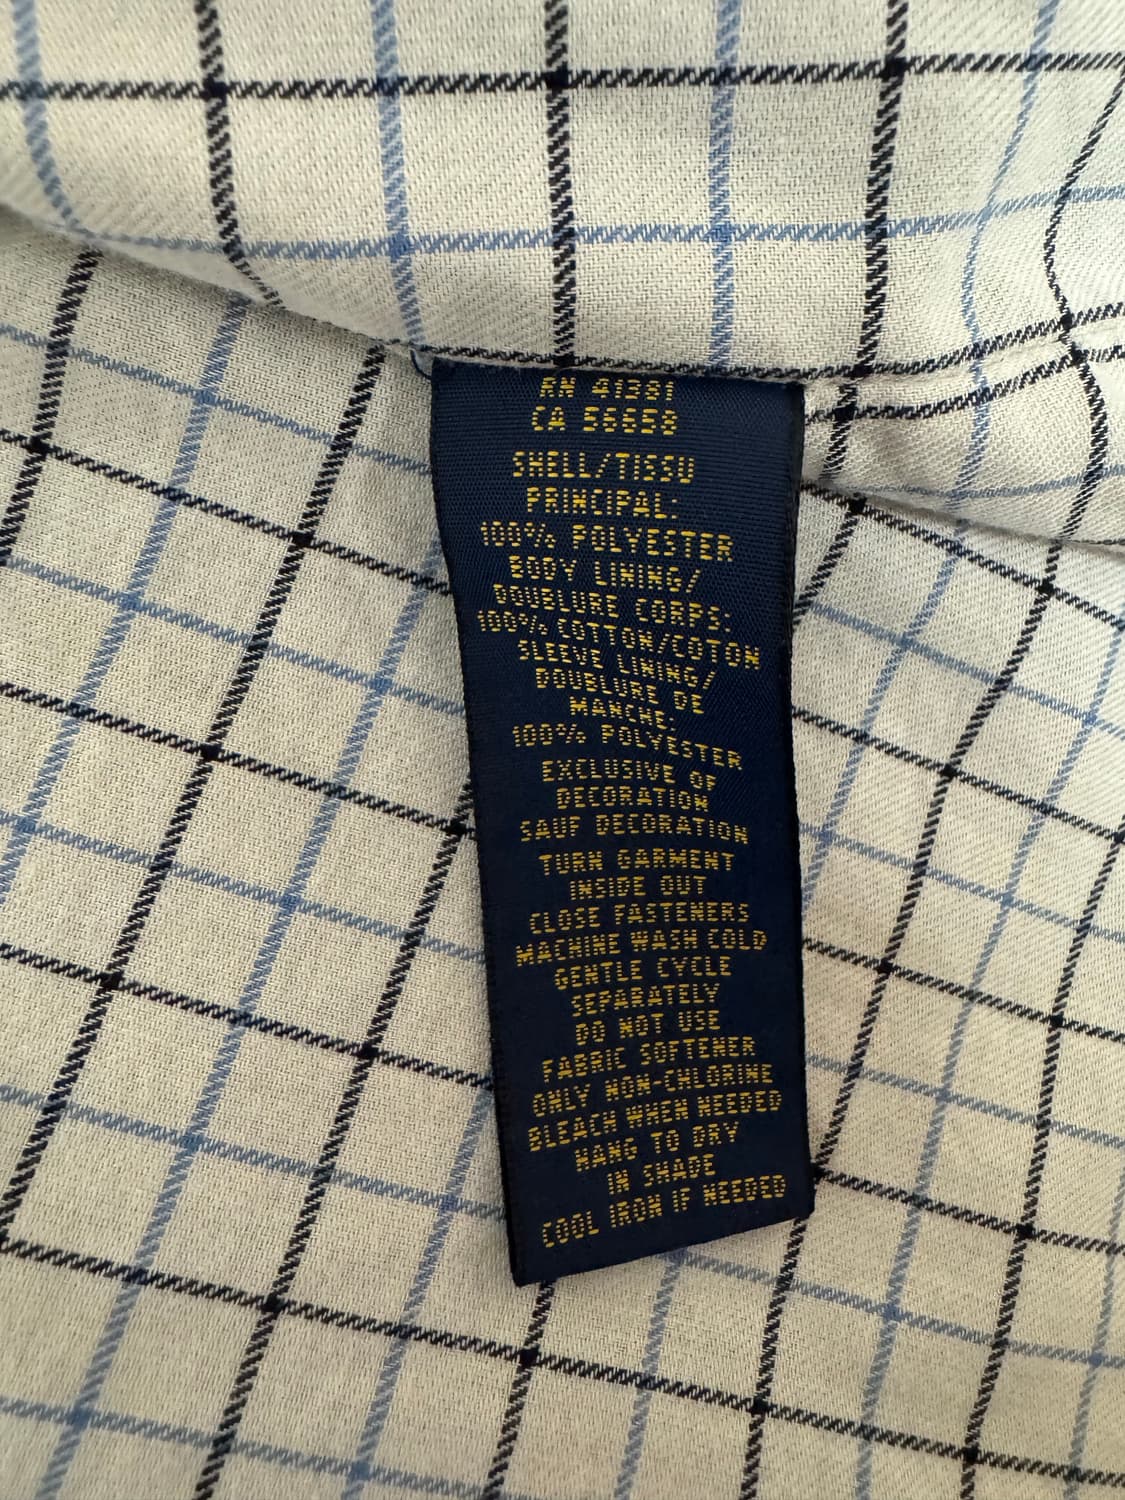 RN 41381
CA 56658
SHELL/TISSU
PRINCIPAL:
100% POLYESTER
BODY LINING/
DOUBLURE CORPS:
100% COTTON/COTON
SLEEVE LINING/
DOUBLURE DE
MANCHE:
100% POLYESTER
EXCLUSIVE OF
DECORATION
SAUF DECORATION
TURN GARMENT
INSIDE OUT
CLOSE FASTENERS
MACHINE WASH COLD
GENTLE CYCLE
SEPARATELY
DO NOT USE
FABRIC SOFTENER
ONLY NON-CHLORINE
BLEACH WHEN NEEDED
HANG TO DRY
IN SHADE
COOL IRON IF NEEDED